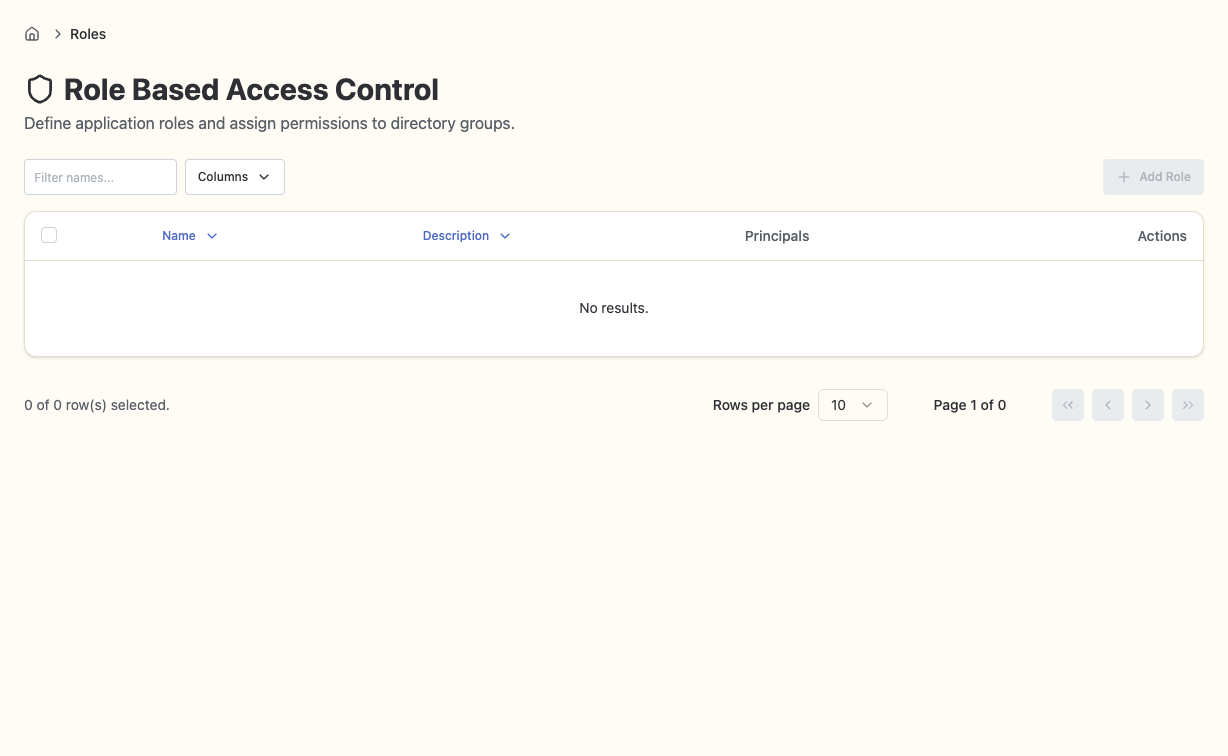 Roles
Role Based Access Control
Define application roles and assign permissions to directory groups.
Filter names...
Columns
Add Role
Name
Description
Principals
Actions
No results.
0 of 0 row(s) selected.
Rows per page
10
Page 1 of 0